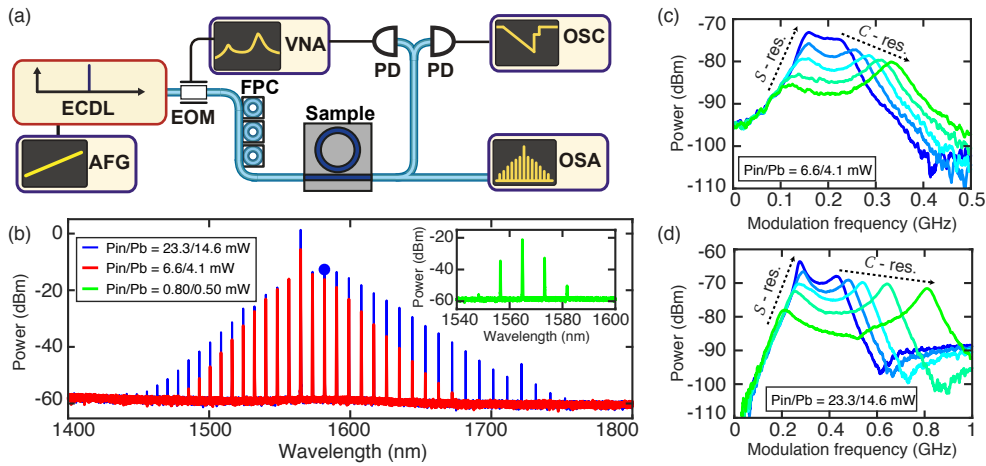 (a)
VNA
PD
PD
OSC
ECDL
EOM
FPC
Sample
AFG
OSA
(b)
Power (dBm)
0
-20
-40
-60
Pin/Pb = 23.3/14.6 mW
Pin/Pb = 6.6/4.1 mW
Pin/Pb = 0.80/0.50 mW
Power (dBm)
0
-20
-40
-60
1540
1560
1580
1600
Wavelength (nm)
1400
1500
1600
1700
1800
Wavelength (nm)
(c)
Power (dBm)
-70
-80
-90
-100
-110
S - res.
C - res.
Pin/Pb = 6.6/4.1 mW
0
0.1
0.2
0.3
0.4
0.5
Modulation frequency (GHz)
(d)
Power (dBm)
-60
-70
-80
-90
-100
-110
S - res.
C - res.
Pin/Pb = 23.3/14.6 mW
0
0.2
0.4
0.6
0.8
1
Modulation frequency (GHz)